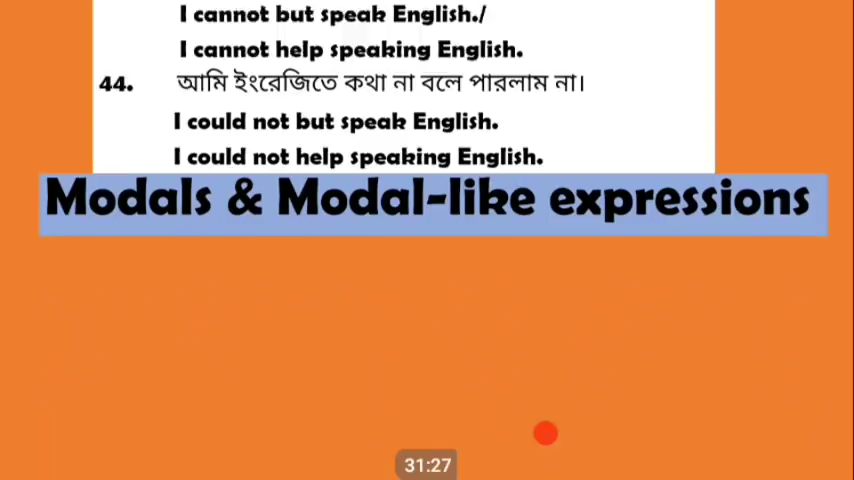 I cannot but speak English./
I cannot help speaking English.
44. আমি ইংরেজিতে কথা না বলে পারলাম না।
I could not but speak English.
I could not help speaking English.
Modals & Modal-like expressions
31:27